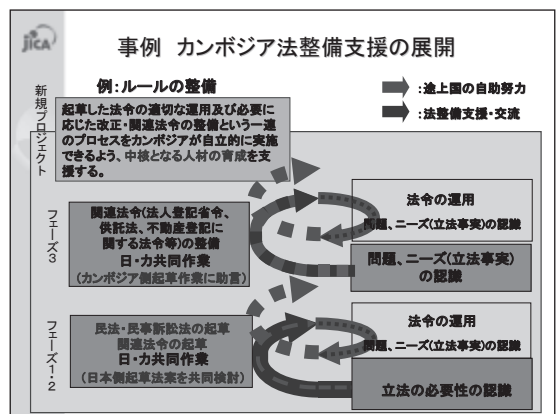 JICA
事例 カンボジア法整備支援の展開
新規プロジェクト
例:ルールの整備
:途上国の自助努力
:法整備支援・交流
起草した法令の適切な運用及び必要に
応じた改正・関連法令の整備という一連
のプロセスをカンボジアが自立的に実施
できるよう、中核となる人材の育成を支
援する。
フェーズ3
関連法令(法人登記省令、
供託法、不動産登記に
関する法令等)の整備
日・カ共同作業
(カンボジア側起草作業に助言)
法令の運用
問題、ニーズ(立法事実)の認識
問題、ニーズ(立法事実)
の認識
フェーズ1・2
民法・民事訴訟法の起草
関連法令の起草
日・カ共同作業
(日本側起草法案を共同検討)
法令の運用
問題、ニーズ(立法事実)の認識
立法の必要性の認識